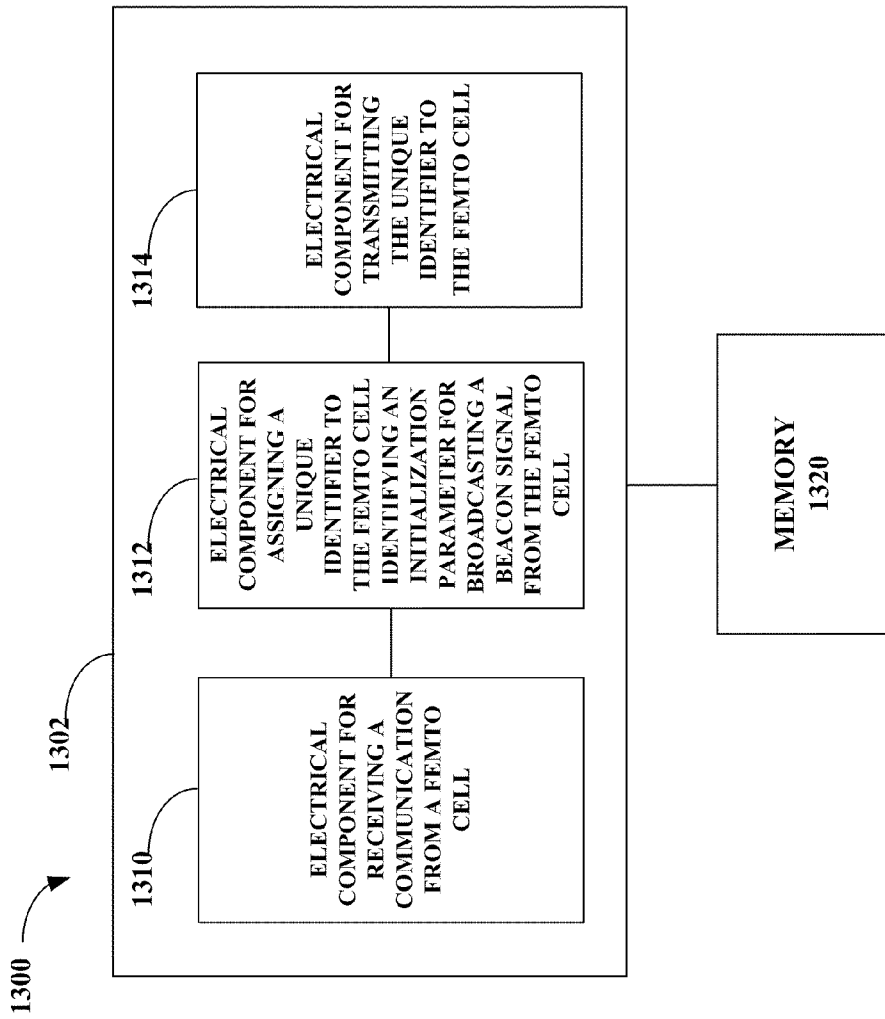 1300
1302
1310
ELECTRICAL
COMPONENT FOR
RECEIVING A
COMMUNICATION
FROM A FEMTO
CELL
1312
ELECTRICAL
COMPONENT FOR
ASSIGNING A
UNIQUE
IDENTIFIER TO
THE FEMTO CELL
IDENTIFYING AN
INITIALIZATION
PARAMETER FOR
BROADCASTING A
BEACON SIGNAL
FROM THE FEMTO
CELL
1314
ELECTRICAL
COMPONENT FOR
TRANSMITTING
THE UNIQUE
IDENTIFIER TO
THE FEMTO CELL
MEMORY
1320